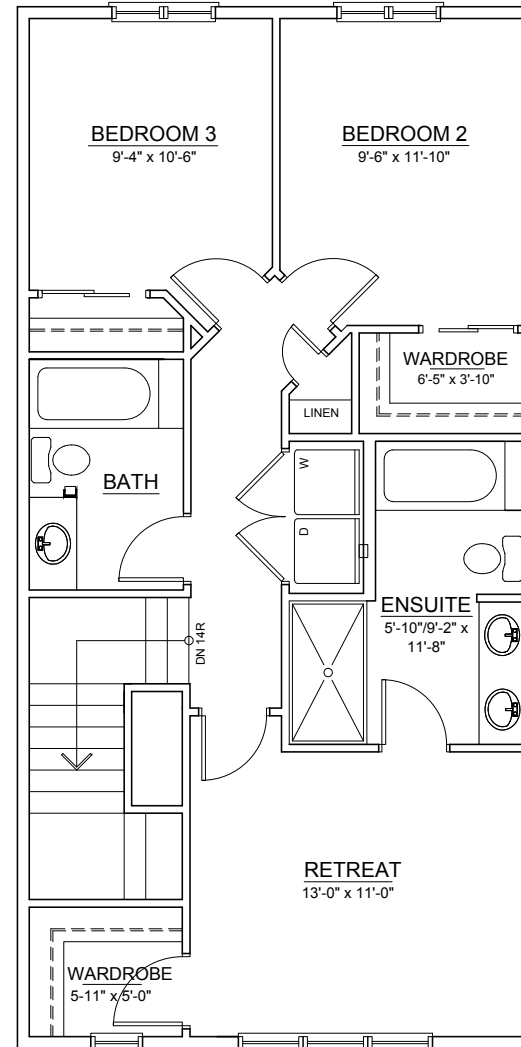 BEDROOM 3
9'-4" x 10'-6"
BEDROOM 2
9'-6" x 11'-10"
WARDROBE
6'-5" x 3'-10"
LINEN
W
D
BATH
ENSUITE
5'-10"/9'-2" x
11'-8"
DN 14R
RETREAT
13'-0" x 11'-0"
WARDROBE
5-11" x 5'-0"